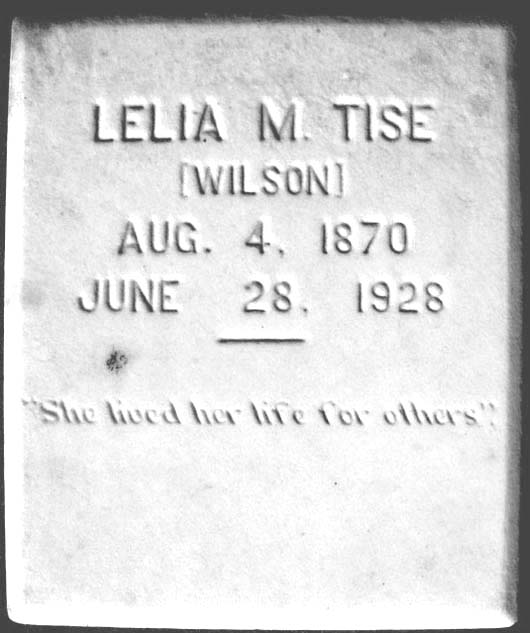 LELIA M. TISE
[WILSON]
AUG. 4, 1870
JUNE 28, 1928
"She lived her life for others".